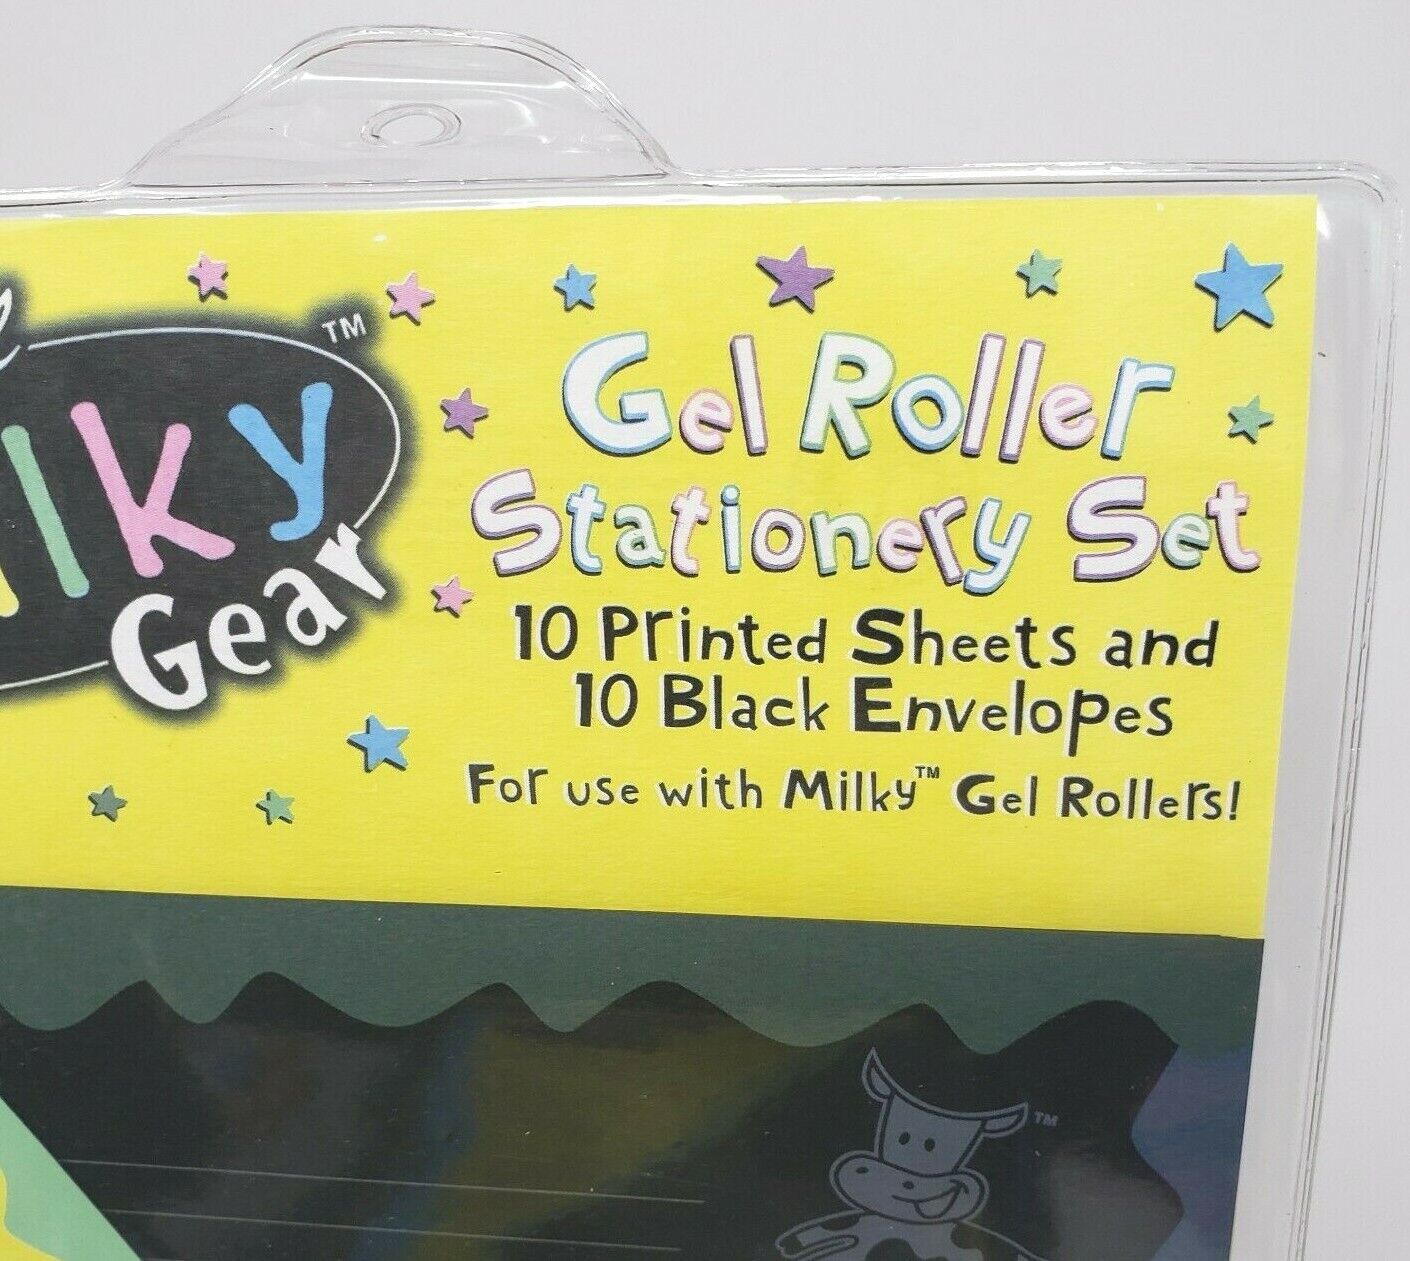 ™
Gear
Gel Roller
Stationery Set
10 Printed Sheets and
10 Black Envelopes
For use with Milky™ Gel Rollers!
™